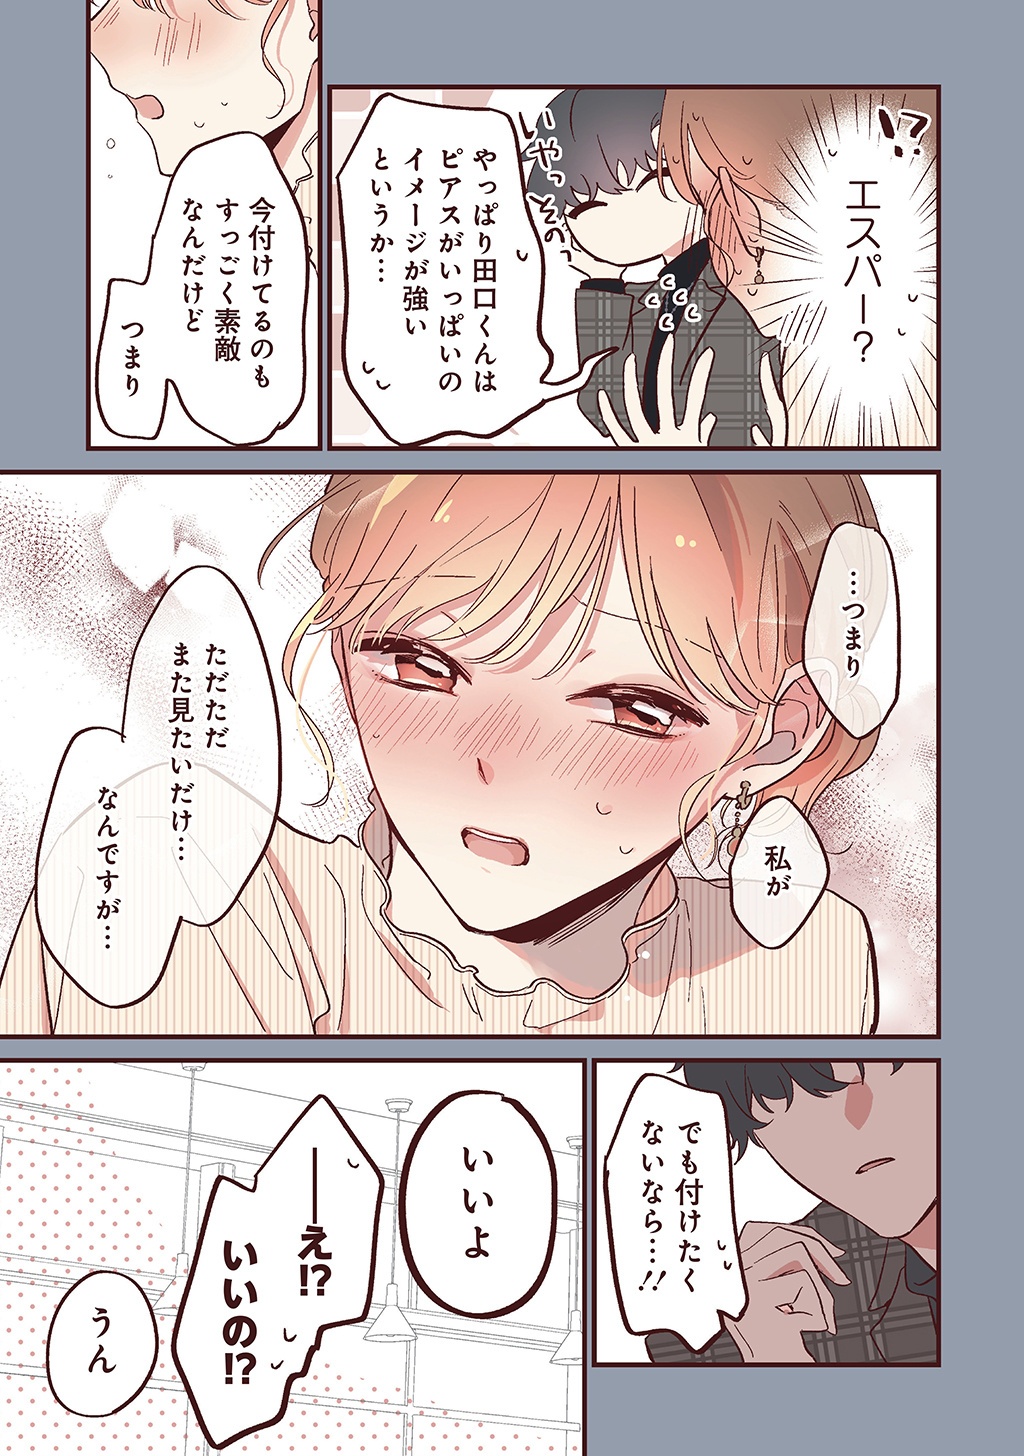 !?
エスパー?
いやっ
そのっ
やっぱり田口くんは
ピアスがいっぱいの
イメージが強い
というか…
今付けてるのも
すっごく素敵
なんだけど
つまり
…つまり
私が
ただただ
また見たいだけ…
なんですが…
でも付けたく
ないなら…!!
いいよ
——え!?
いいの!?
うん